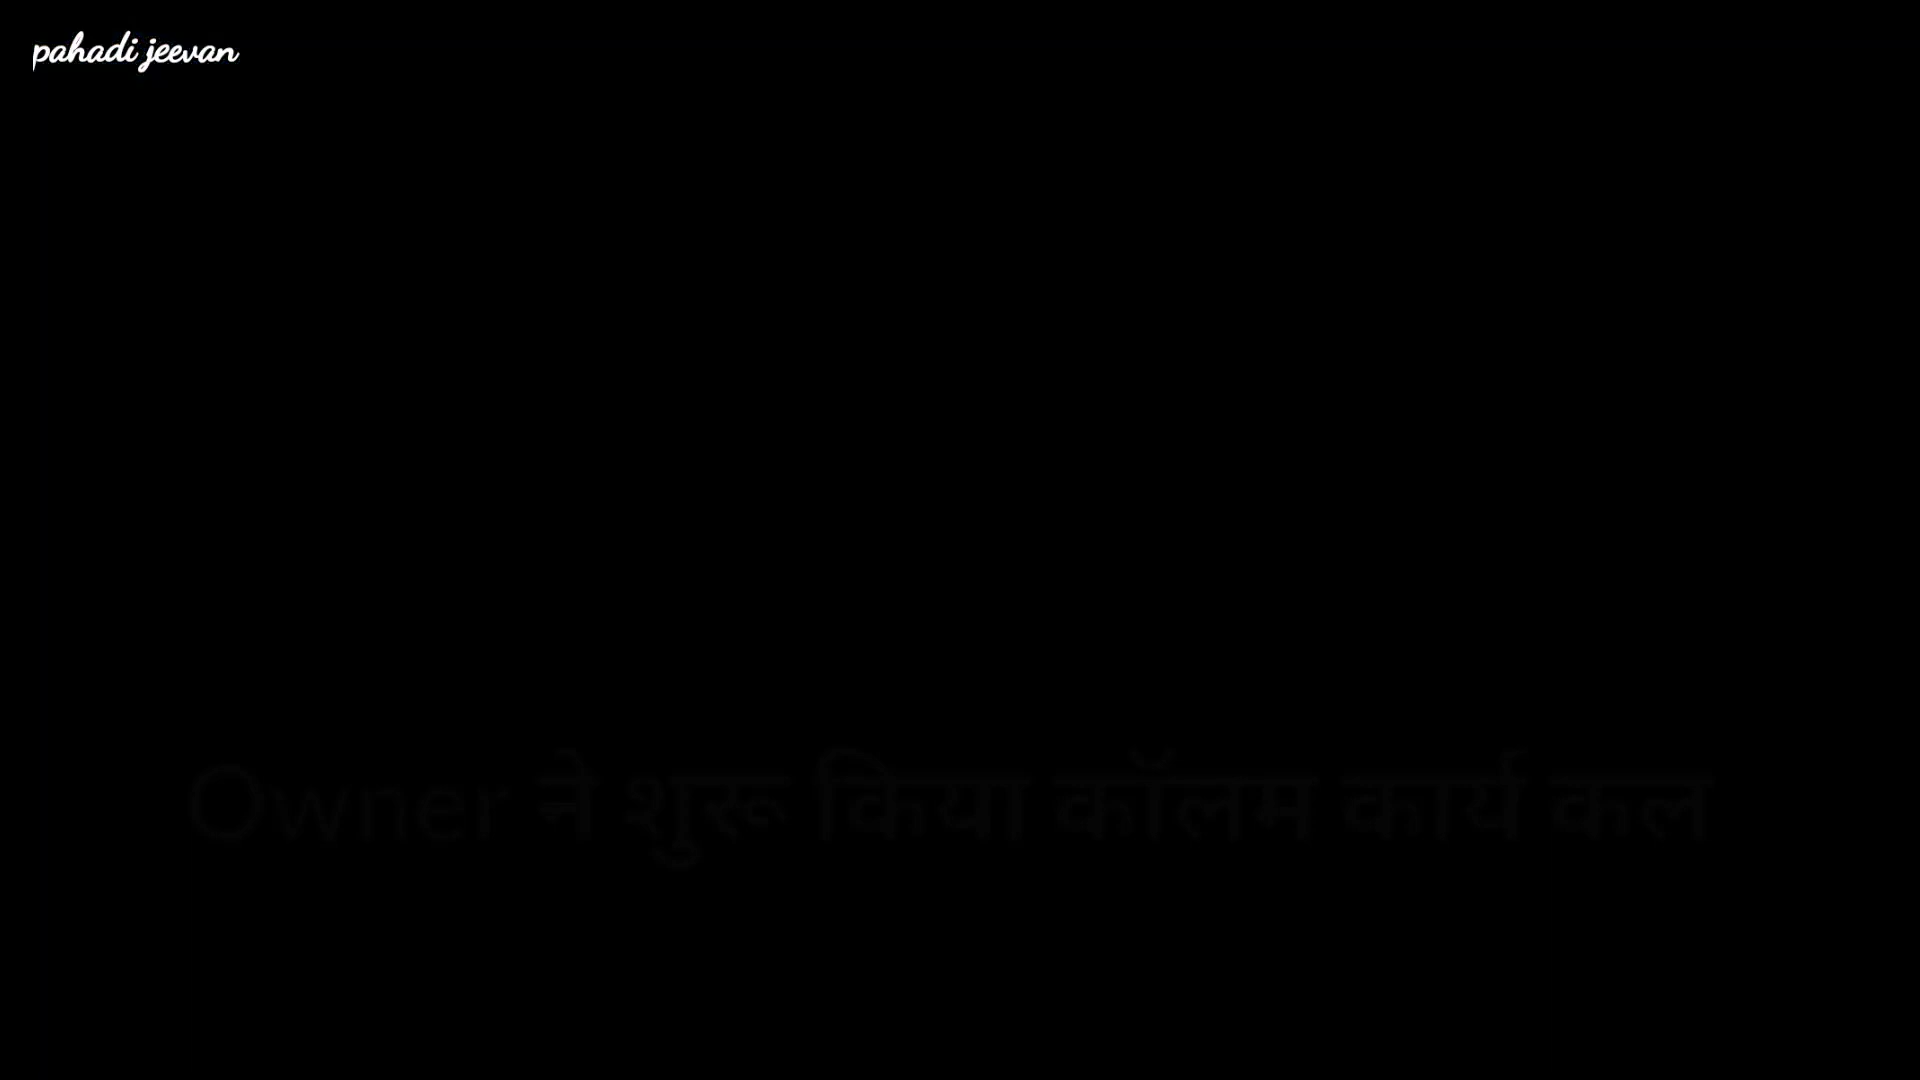 pahadi jeevan
Owner ने शुरू किया कॉलम कार्य कल